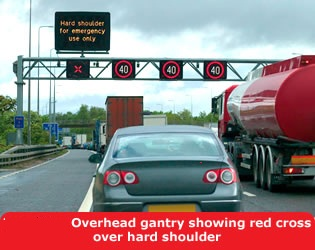 Hard shoulder
for emergency
use only
40
40
40
Overhead gantry showing red cross
over hard shoulder